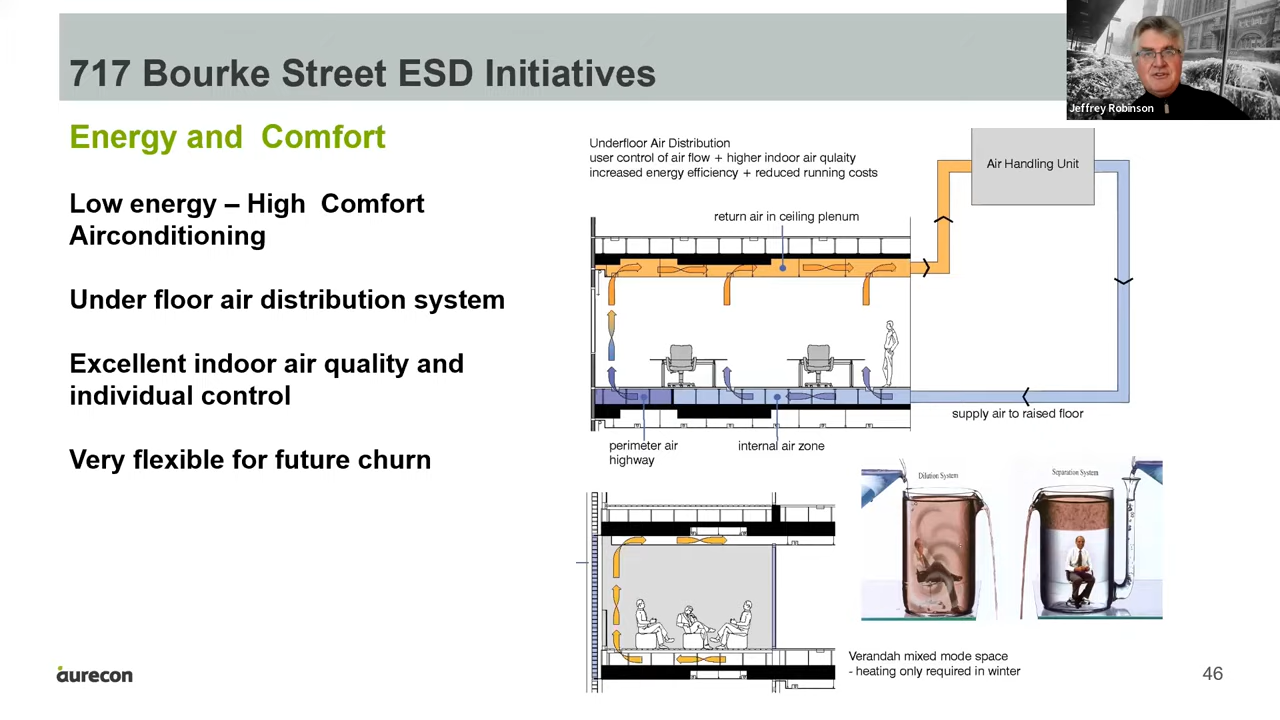 717 Bourke Street ESD Initiatives
Jeffrey Robinson
Energy and Comfort
Low energy – High Comfort
Airconditioning
Under floor air distribution system
Excellent indoor air quality and
individual control
Very flexible for future churn
Underfloor Air Distribution
user control of air flow + higher indoor air qulaity
increased energy efficiency + reduced running costs
Air Handling Unit
return air in ceiling plenum
supply air to raised floor
perimeter air
highway
internal air zone
Dilution System
Separation System
Verandah mixed mode space
- heating only required in winter
aurecon
46